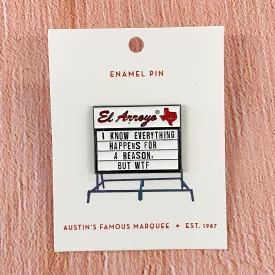 ENAMEL PIN
El Arroyo®
I KNOW EVERYTHING
HAPPENS FOR
A REASON.
BUT WTF
AUSTIN'S FAMOUS MARQUEE ★ EST. 1987